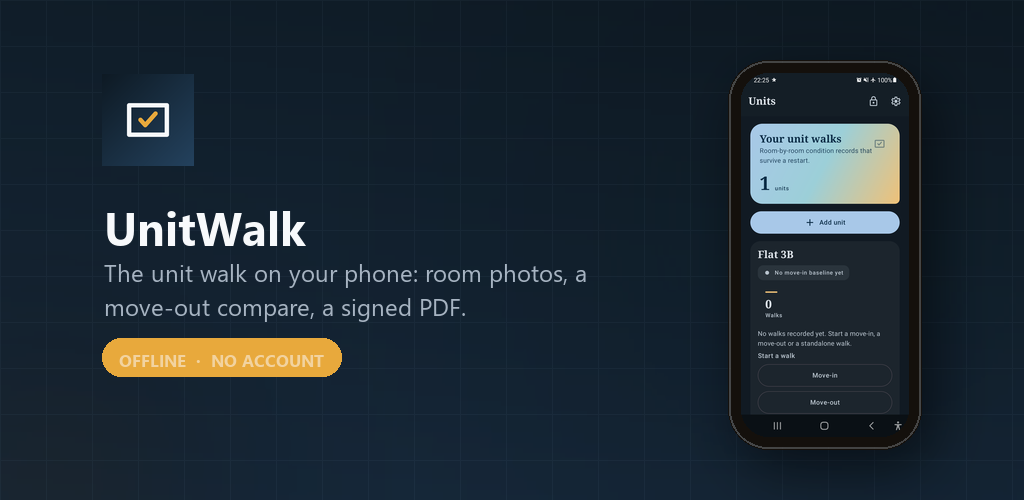 UnitWalk
The unit walk on your phone: room photos, a
move-out compare, a signed PDF.
OFFLINE · NO ACCOUNT
22:25
100%
Units
Your unit walks
Room-by-room condition records that
survive a restart.
1 units
+ Add unit
Flat 3B
No move-in baseline yet
0
Walks
No walks recorded yet. Start a move-in, a
move-out or a standalone walk.
Start a walk
Move-in
Move-out